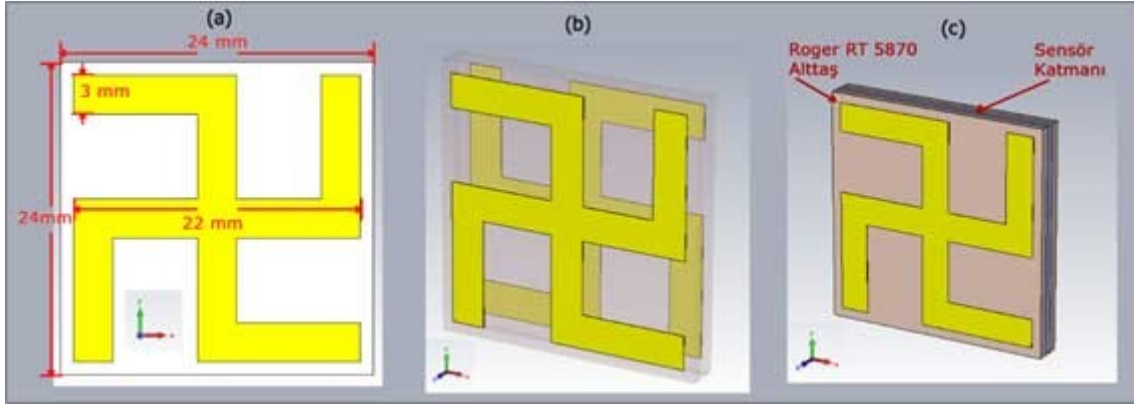 (a)
24 mm
3 mm
24mm
22 mm
(b)
(c)
Roger RT 5870
Alttaş
Sensör
Katmanı